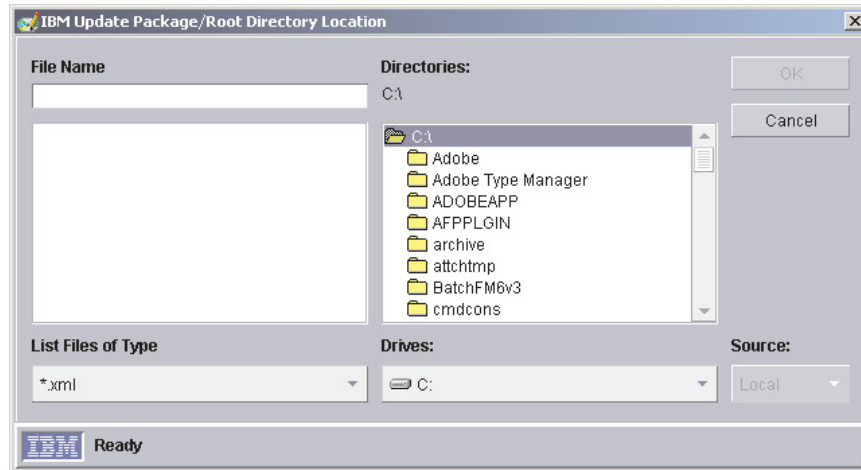 IBM Update Package/Root Directory Location
File Name
Directories:
C:\
OK
Cancel
C:\
Adobe
Adobe Type Manager
ADOBEAPP
AFPPLGIN
archive
attchtmp
BatchFM6v3
cmdcons
List Files of Type
Drives:
Source:
*.xml
C:
Local
IBM Ready